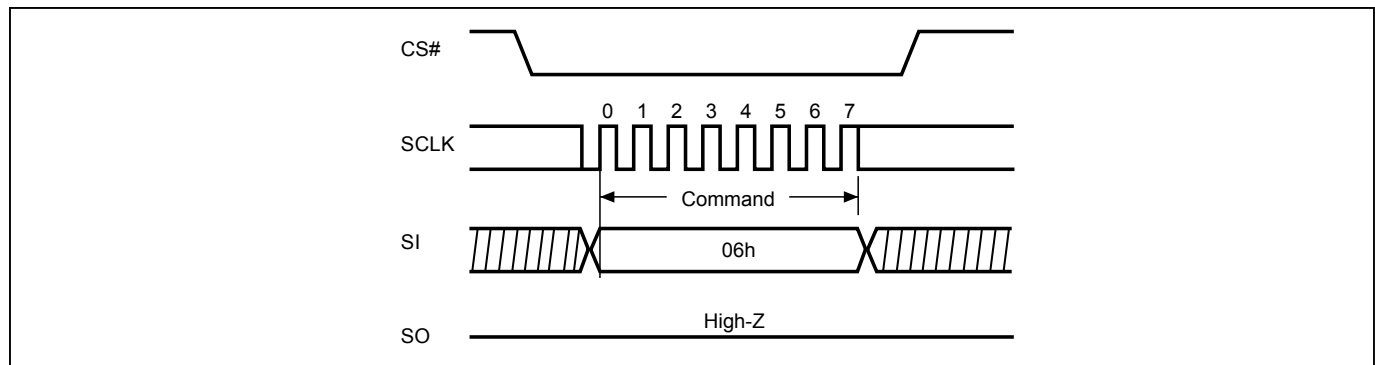 CS#
0 1 2 3 4 5 6 7
SCLK
Command
SI
06h
High-Z
SO